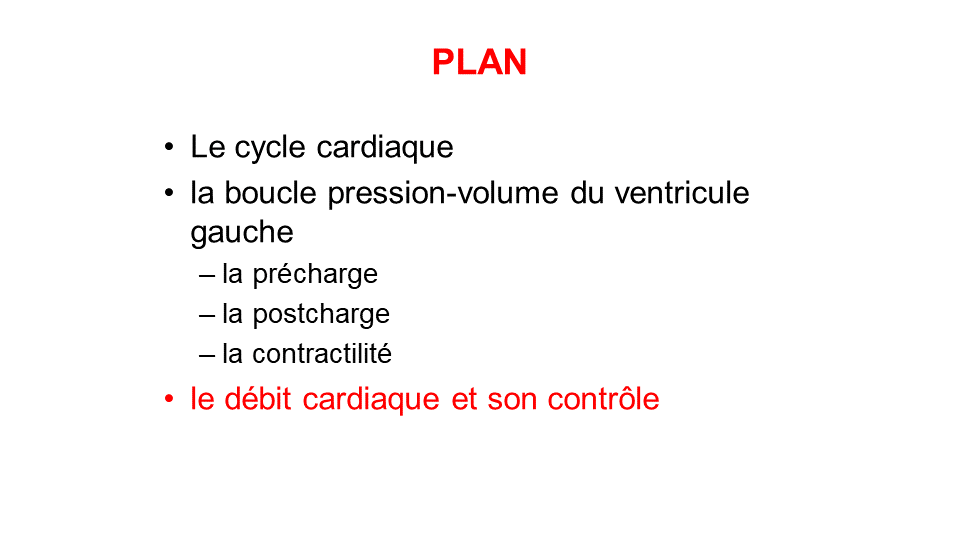 PLAN
• Le cycle cardiaque
• la boucle pression-volume du ventricule
gauche
– la précharge
– la postcharge
– la contractilité
• le débit cardiaque et son contrôle